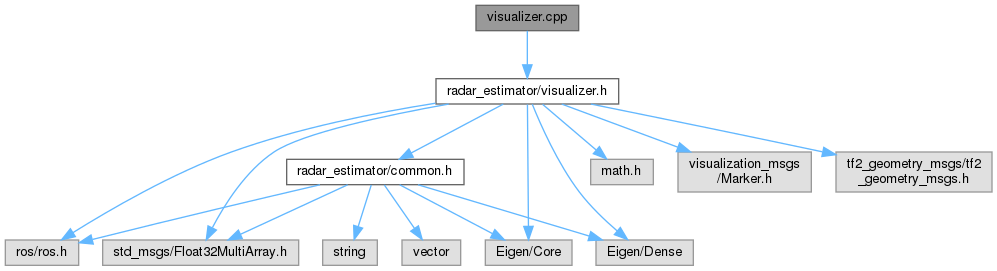 visualizer.cpp
radar_estimator/visualizer.h
radar_estimator/common.h
math.h
visualization_msgs
/Marker.h
tf2_geometry_msgs/tf2
_geometry_msgs.h
ros/ros.h
std_msgs/Float32MultiArray.h
string
vector
Eigen/Core
Eigen/Dense